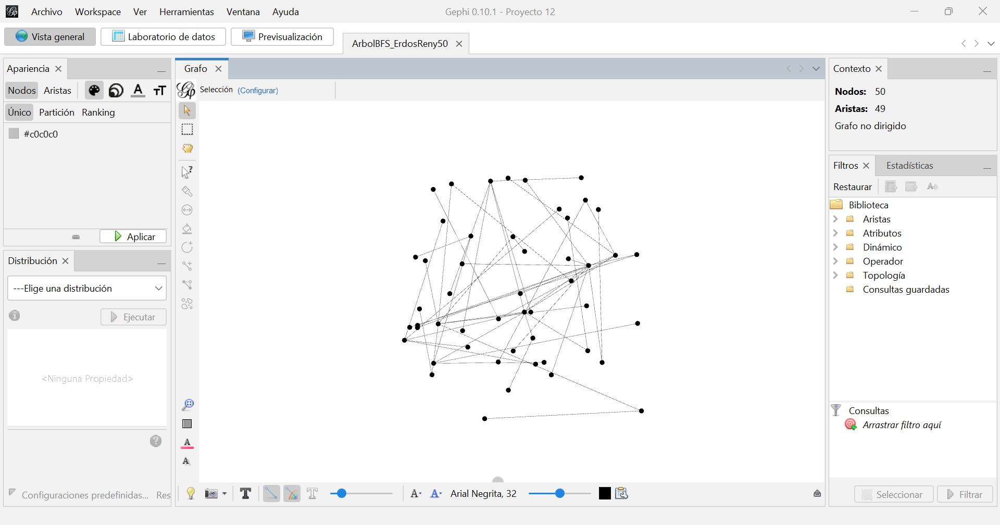 Archivo Workspace Ver Herramientas Ventana Ayuda
Gephi 0.10.1 - Proyecto 12
Vista general
Laboratorio de datos
Previsualización
ArbolBFS_ErdosReny50
Apariencia
Nodos Aristas
Único Partición Ranking
#c0c0c0
Aplicar
Distribución
---Elige una distribución
Ejecutar
<Ninguna Propiedad>
Configuraciones predefinidas... Res
Grafo
Selección (Configurar)
Arial Negrita, 32
Contexto
Nodos: 50
Aristas: 49
Grafo no dirigido
Filtros
Estadísticas
Restaurar
Biblioteca
Aristas
Atributos
Dinámico
Operador
Topología
Consultas guardadas
Consultas
Arrastrar filtro aquí
Seleccionar
Filtrar